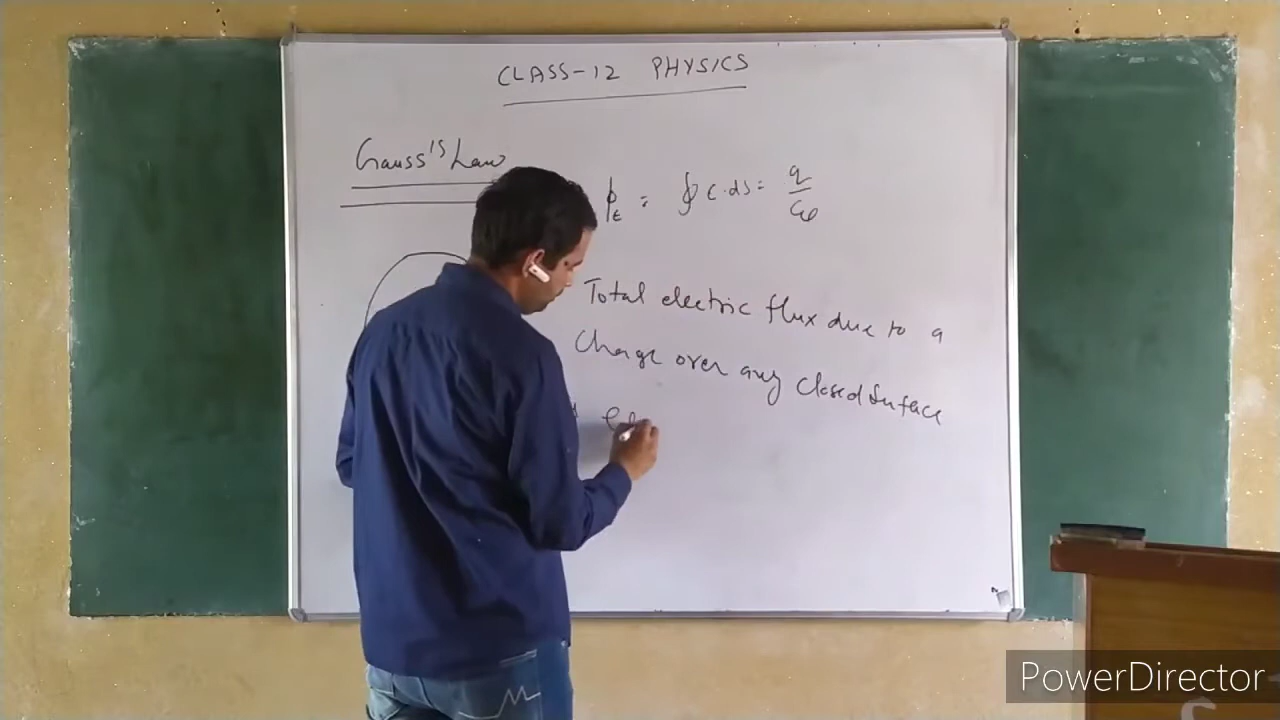 CLASS-12 PHYSICS
Gauss's Law
ϕE = ∮ E.ds = q/ε0
Total electric flux due to a
Charge over any closed surface
PowerDirector